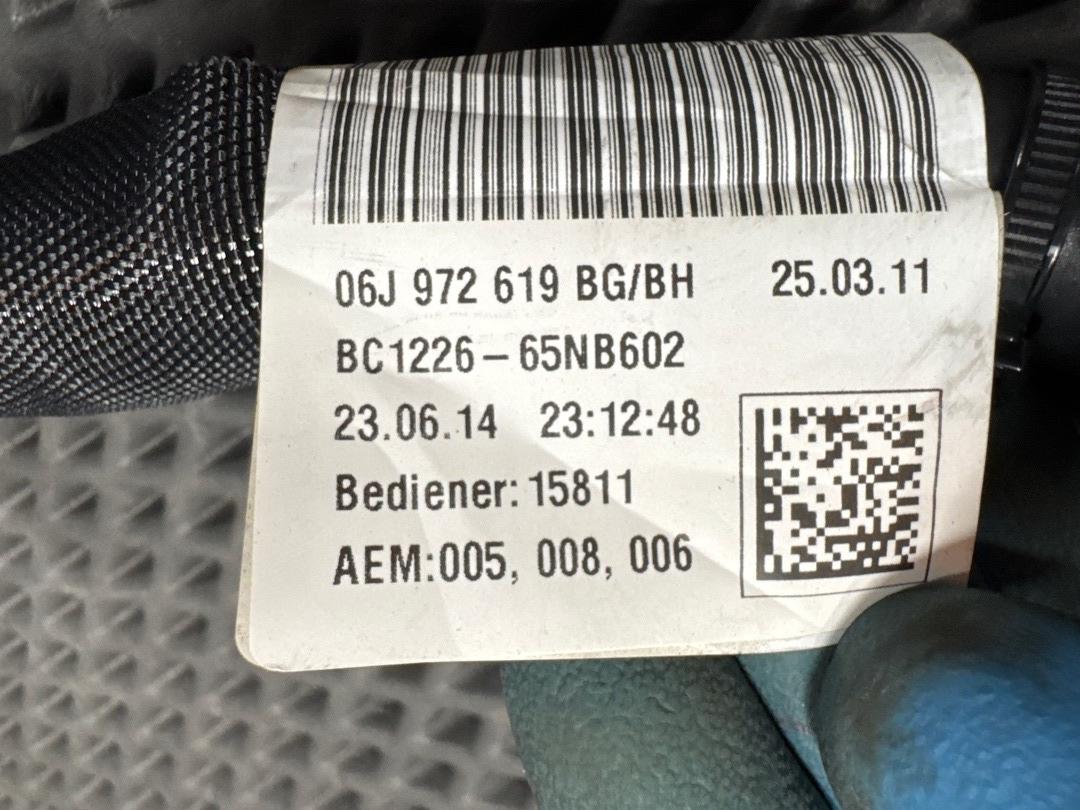 06J 972 619 BG/BH 25.03.11
BC1226-65NB602
23.06.14 23:12:48
Bediener: 15811
AEM:005, 008, 006